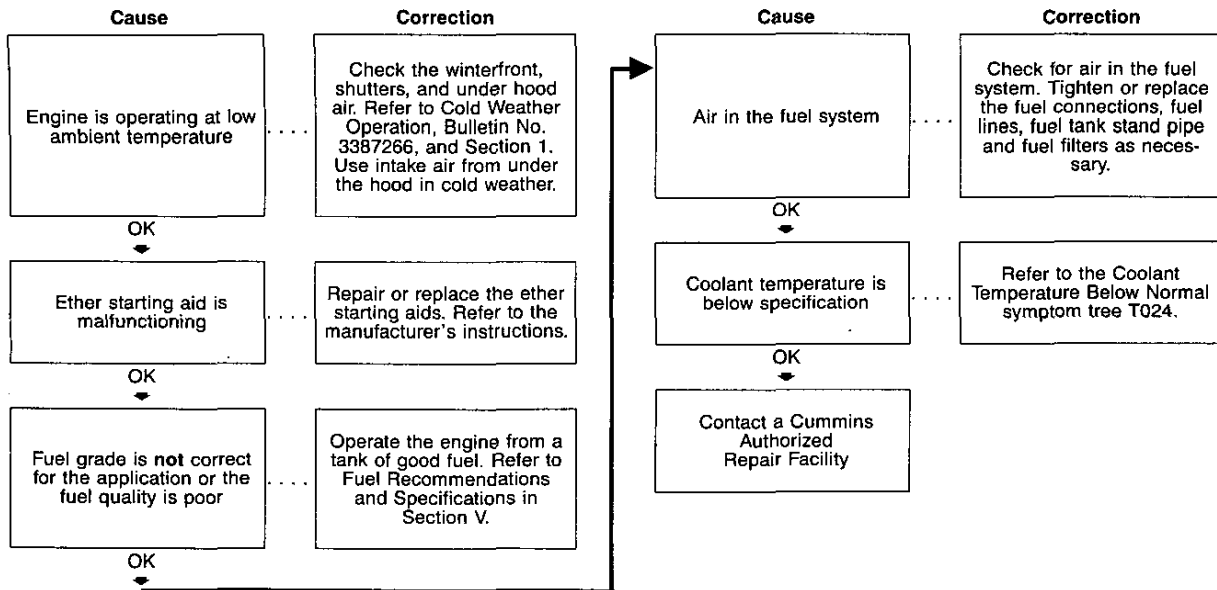 Cause
Correction
Engine is operating at low
ambient temperature
. . . .
Check the winterfront,
shutters, and under hood
air. Refer to Cold Weather
Operation, Bulletin No.
3387266, and Section 1.
Use intake air from under
the hood in cold weather.
OK
Ether starting aid is
malfunctioning
. . . .
Repair or replace the ether
starting aids. Refer to the
manufacturer's instructions.
OK
Fuel grade is not correct
for the application or the
fuel quality is poor
. . . .
Operate the engine from a
tank of good fuel. Refer to
Fuel Recommendations
and Specifications in
Section V.
OK
Cause
Correction
Air in the fuel system
. . . .
Check for air in the fuel
system. Tighten or replace
the fuel connections, fuel
lines, fuel tank stand pipe
and fuel filters as neces-
sary.
OK
Coolant temperature is
below specification
. . . .
Refer to the Coolant
Temperature Below Normal
symptom tree T024.
OK
Contact a Cummins
Authorized
Repair Facility